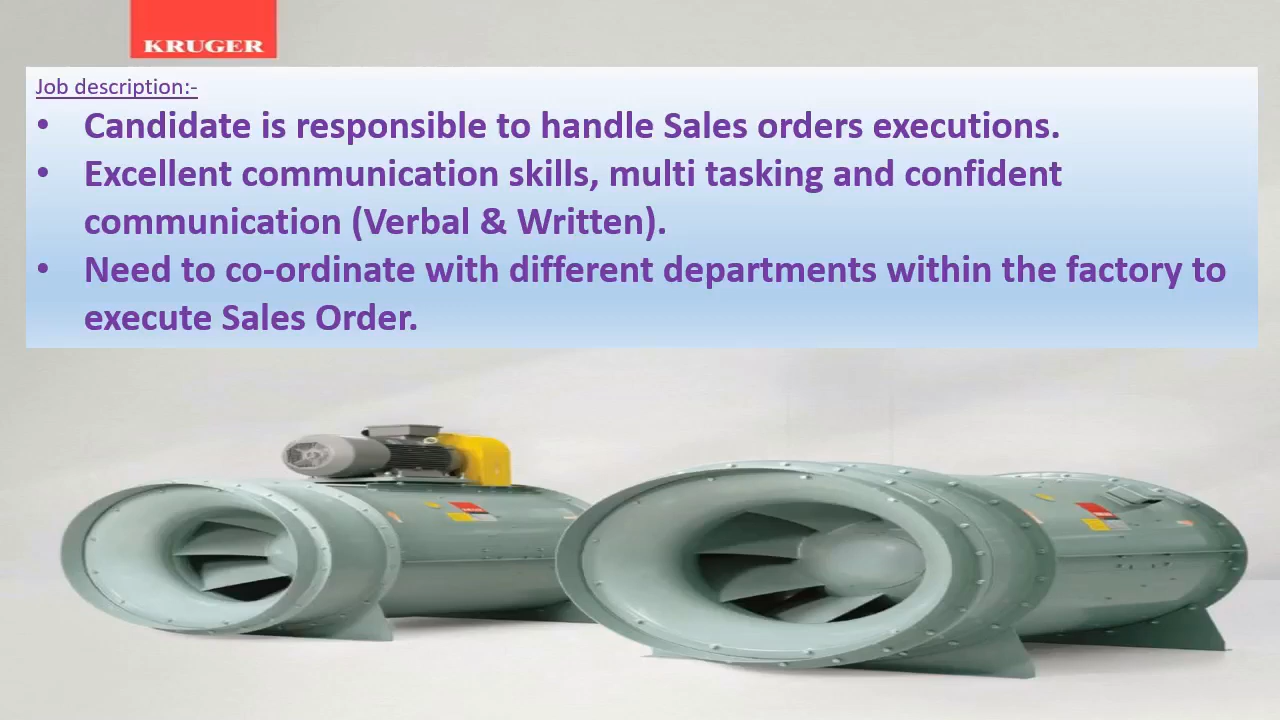 KRUGER
Job description:-
• Candidate is responsible to handle Sales orders executions.
• Excellent communication skills, multi tasking and confident
communication (Verbal & Written).
• Need to co-ordinate with different departments within the factory to
execute Sales Order.